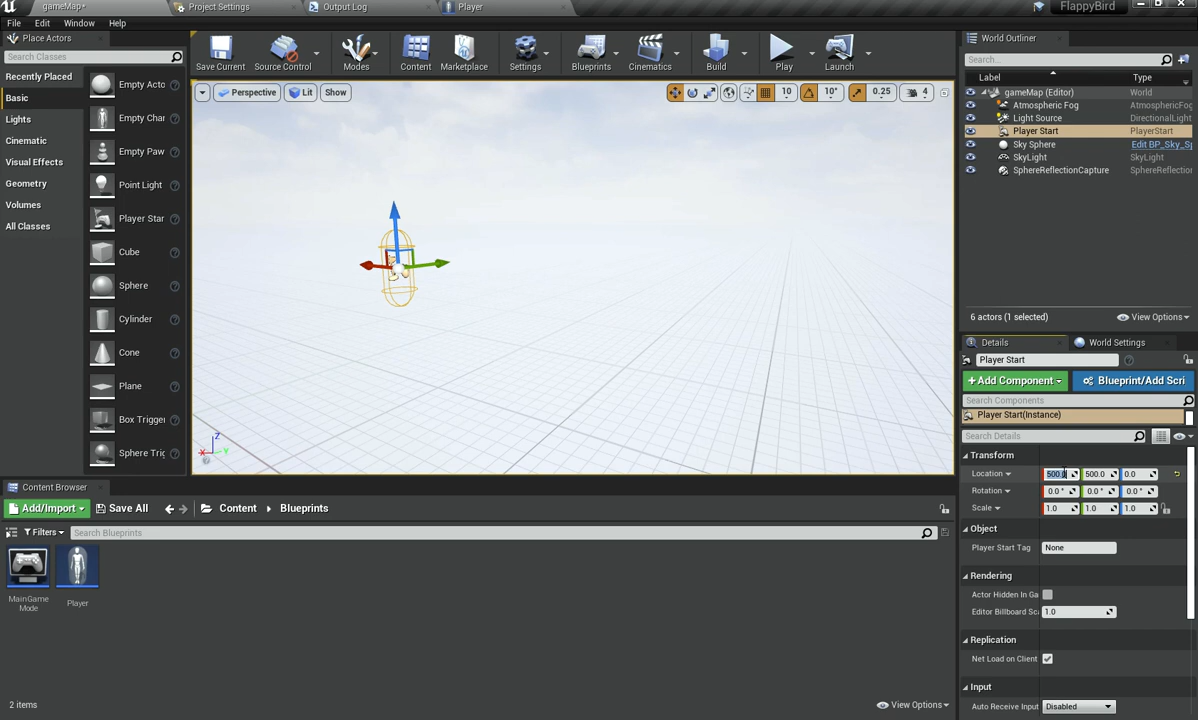 gameMap*
Project Settings
Output Log
Player
FlappyBird
File Edit Window Help
Place Actors
Search Classes
Recently Placed
Basic
Lights
Cinematic
Visual Effects
Geometry
Volumes
All Classes
Empty Acto
Empty Char
Empty Paw
Point Light
Player Star
Cube
Sphere
Cylinder
Cone
Plane
Box Trigger
Sphere Trig
Save Current
Source Control
Modes
Content
Marketplace
Settings
Blueprints
Cinematics
Build
Play
Launch
Perspective
Lit
Show
10
10°
0.25
4
Z
X
Y
World Outliner
Search...
Label Type
gameMap (Editor) World
Atmospheric Fog AtmosphericFog
Light Source DirectionalLight
Player Start PlayerStart
Sky Sphere Edit BP_Sky_Sp
SkyLight SkyLight
SphereReflectionCapture SphereReflection
6 actors (1 selected)
View Options
Details
World Settings
Player Start
+Add Component
Blueprint/Add Scri
Search Components
Player Start(Instance)
Search Details
Transform
Location 500.0 500.0 0.0
Rotation 0.0° 0.0° 0.0°
Scale 1.0 1.0 1.0
Object
Player Start Tag None
Rendering
Actor Hidden In Ga
Editor Billboard Sc 1.0
Replication
Net Load on Client
Input
Auto Receive Input Disabled
Content Browser
Add/Import
Save All
Content
Blueprints
Filters
Search Blueprints
MainGame
Mode
Player
2 items
View Options